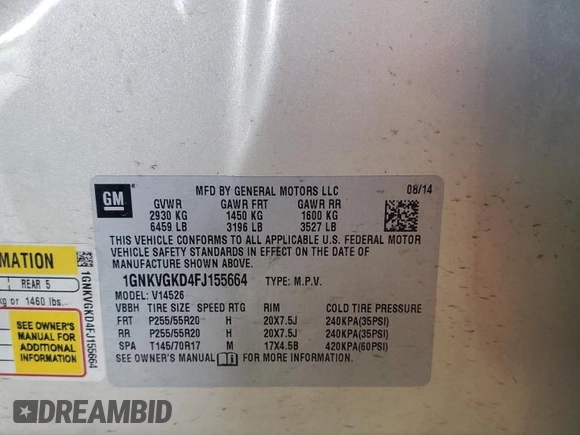 GM
MFD BY GENERAL MOTORS LLC 08/14
GVWR GAWR FRT GAWR RR
2930 KG 1450 KG 1600 KG
6459 LB 3196 LB 3527 LB
THIS VEHICLE CONFORMS TO ALL APPLICABLE U.S. FEDERAL MOTOR
VEHICLE SAFETY STANDARDS IN EFFECT ON THE DATE OF
MANUFACTURE SHOWN ABOVE.
1GNKVGKD4FJ155664 TYPE: M.P.V.
MODEL: V14526
VBBH TIRE SIZE SPEED RTG RIM COLD TIRE PRESSURE
FRT P255/55R20 H 20X7.5J 240KPA(35PSI)
RR P255/55R20 H 20X7.5J 240KPA(35PSI)
SPA T145/70R17 M 17X4.5B 420KPA(60PSI)
SEE OWNER'S MANUAL FOR MORE INFORMATION.
MATION
REAR 5
kg or 1460 lbs.
SEE OWNER'S
MANUAL FOR
ADDITIONAL
INFORMATION
1GNKVGKD4FJ155664
DREAMBID